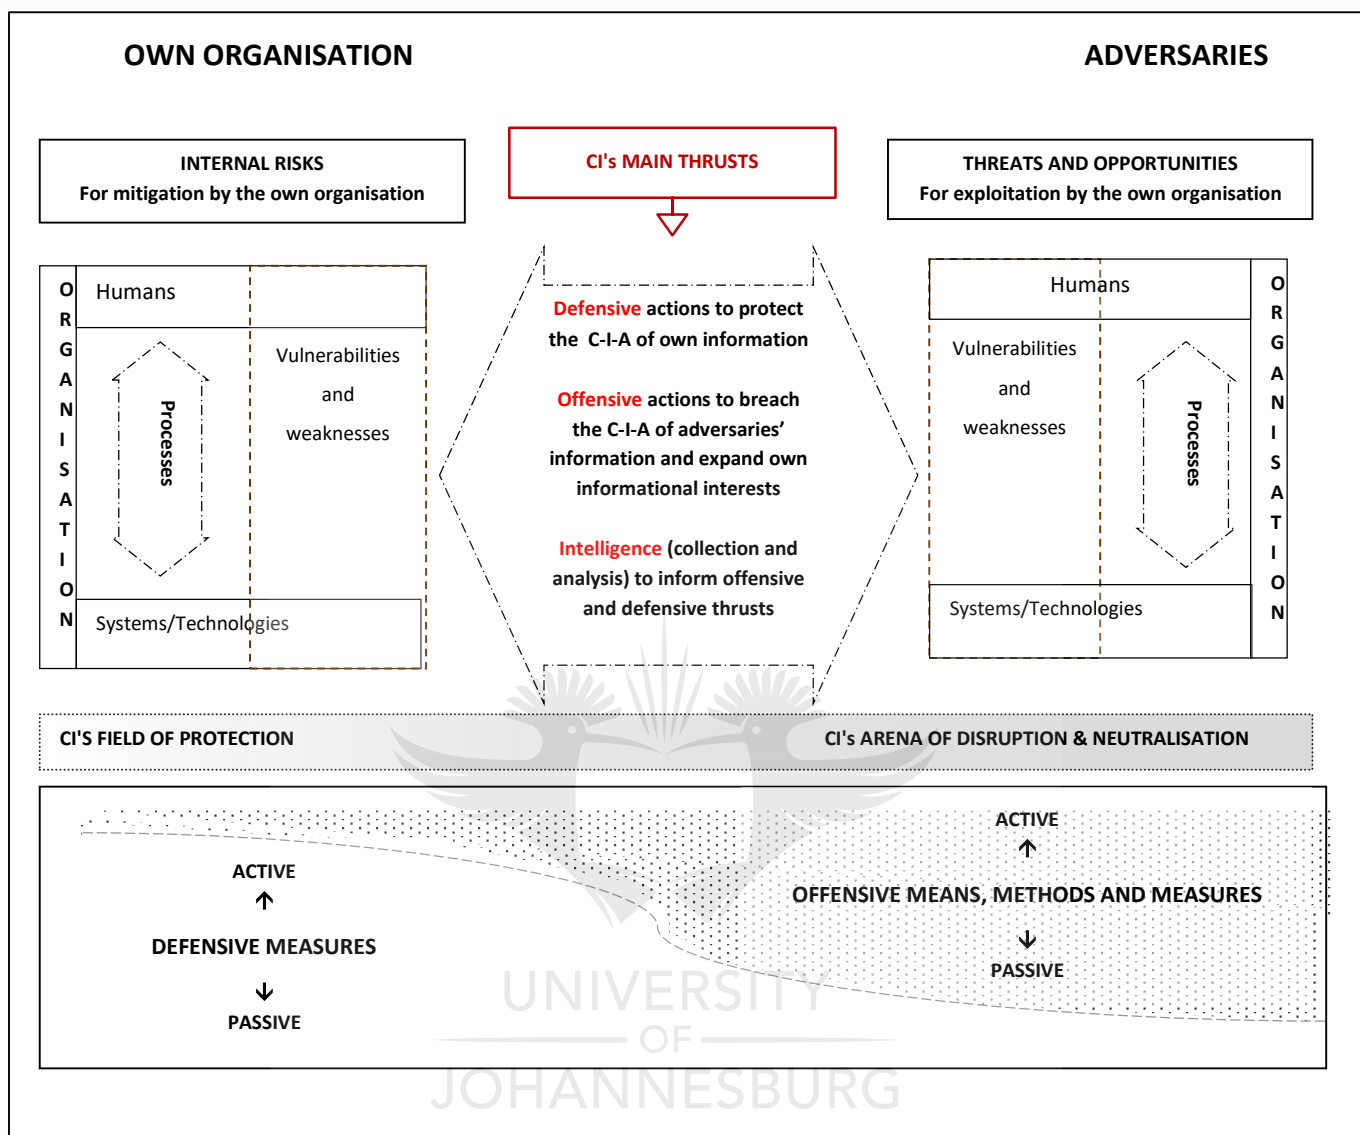 OWN ORGANISATION
ADVERSARIES
INTERNAL RISKS
For mitigation by the own organisation
CI's MAIN THRUSTS
THREATS AND OPPORTUNITIES
For exploitation by the own organisation
ORGANISATION
Humans
Processes
Vulnerabilities
and
weaknesses
Systems/Technologies
Defensive actions to protect
the C-I-A of own information
Offensive actions to breach
the C-I-A of adversaries'
information and expand own
informational interests
Intelligence (collection and
analysis) to inform offensive
and defensive thrusts
Humans
Vulnerabilities
and
weaknesses
Processes
Systems/Technologies
ORGANISATION
CI'S FIELD OF PROTECTION
CI's ARENA OF DISRUPTION & NEUTRALISATION
ACTIVE
DEFENSIVE MEASURES
PASSIVE
ACTIVE
OFFENSIVE MEANS, METHODS AND MEASURES
PASSIVE
UNIVERSITY
OF
JOHANNESBURG